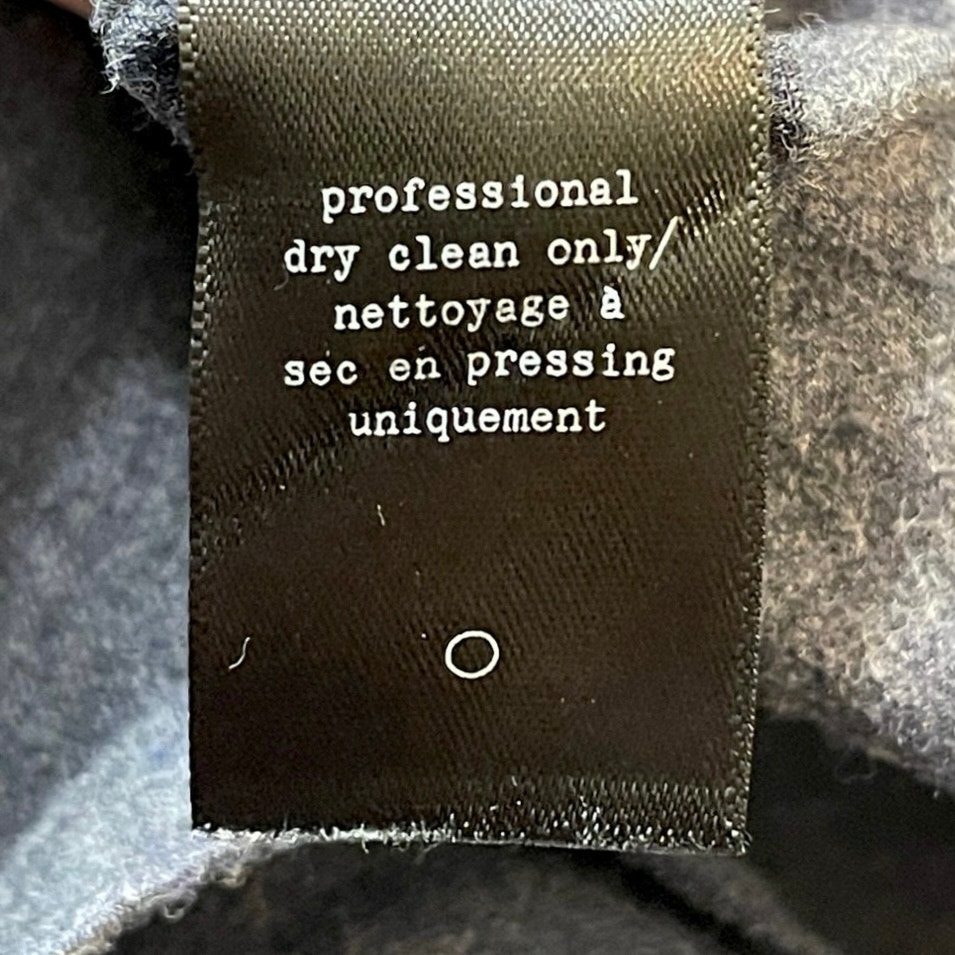 professional
dry clean only/
nettoyage à
sec en pressing
uniquement